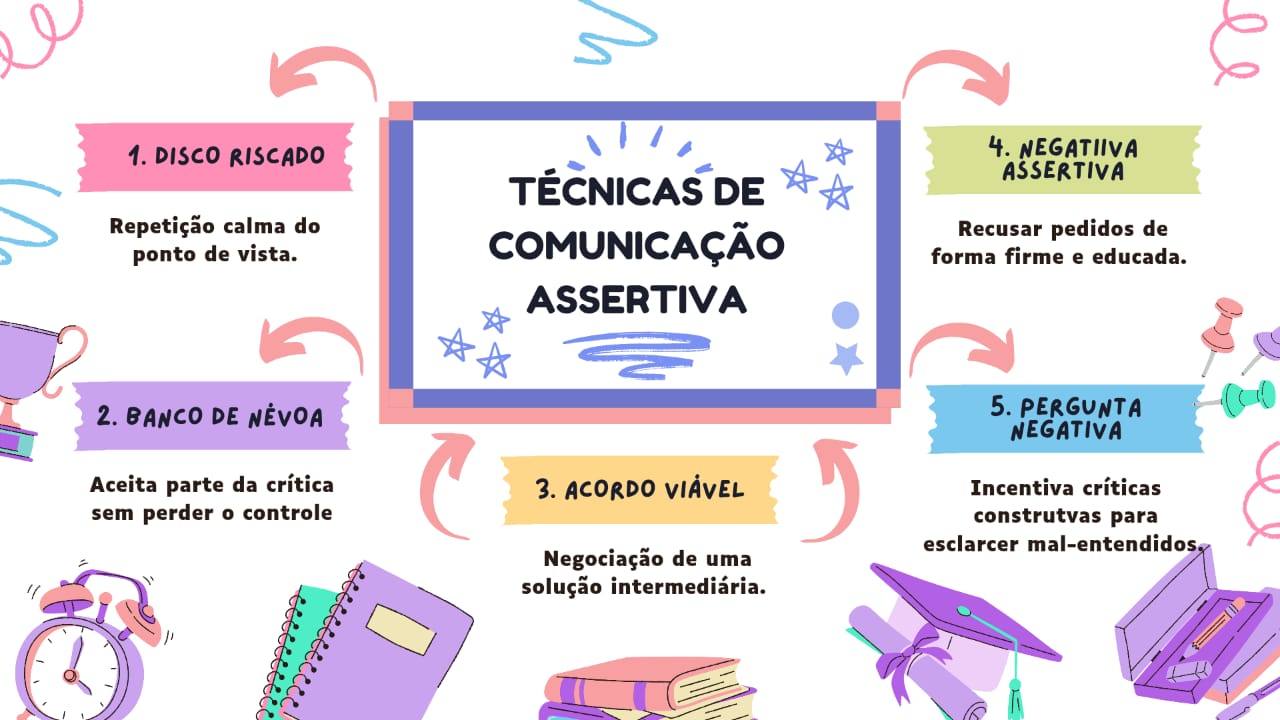 TÉCNICAS DE
COMUNICAÇÃO
ASSERTIVA
1. DISCO RISCADO
Repetição calma do
ponto de vista.
2. BANCO DE NÉVOA
Aceita parte da crítica
sem perder o controle
3. ACORDO VIÁVEL
Negociação de uma
solução intermediária.
4. NEGATIIVA
ASSERTIVA
Recusar pedidos de
forma firme e educada.
5. PERGUNTA
NEGATIVA
Incentiva críticas
construtvas para
esclarcer mal-entendidos.